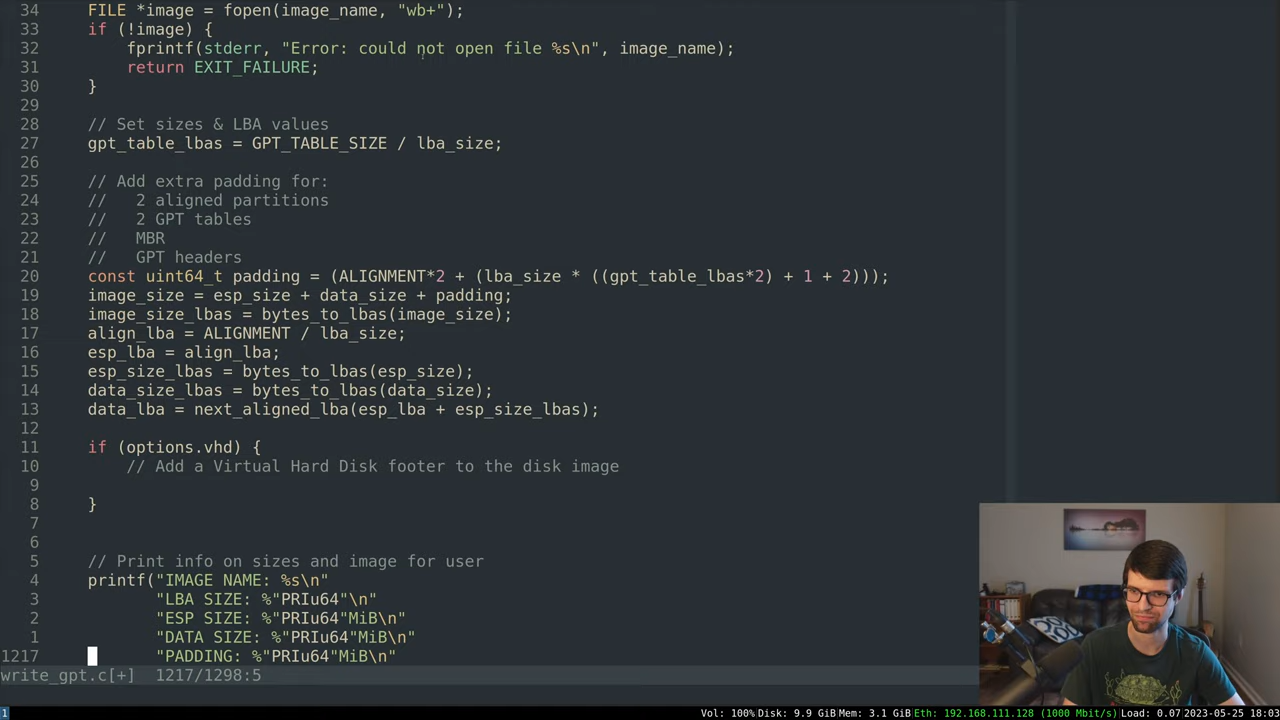 34 FILE *image = fopen(image_name, "wb+");
33 if (!image) {
32 fprintf(stderr, "Error: could not open file %s\n", image_name);
31 return EXIT_FAILURE;
30 }
29
28 // Set sizes & LBA values
27 gpt_table_lbas = GPT_TABLE_SIZE / lba_size;
26
25 // Add extra padding for:
24 // 2 aligned partitions
23 // 2 GPT tables
22 // MBR
21 // GPT headers
20 const uint64_t padding = (ALIGNMENT*2 + (lba_size * ((gpt_table_lbas*2) + 1 + 2)));
19 image_size = esp_size + data_size + padding;
18 image_size_lbas = bytes_to_lbas(image_size);
17 align_lba = ALIGNMENT / lba_size;
16 esp_lba = align_lba;
15 esp_size_lbas = bytes_to_lbas(esp_size);
14 data_size_lbas = bytes_to_lbas(data_size);
13 data_lba = next_aligned_lba(esp_lba + esp_size_lbas);
12
11 if (options.vhd) {
10 // Add a Virtual Hard Disk footer to the disk image
9
8 }
7
6
5 // Print info on sizes and image for user
4 printf("IMAGE NAME: %s\n"
3 "LBA SIZE: %"PRIu64"\n"
2 "ESP SIZE: %"PRIu64"MiB\n"
1 "DATA SIZE: %"PRIu64"MiB\n"
1217 "PADDING: %"PRIu64"MiB\n"
write_gpt.c[+] 1217/1298:5
1 Vol: 100% Disk: 9.9 GiB Mem: 3.1 GiB Eth: 192.168.111.128 (1000 Mbit/s) Load: 0.07 2023-05-25 18:03